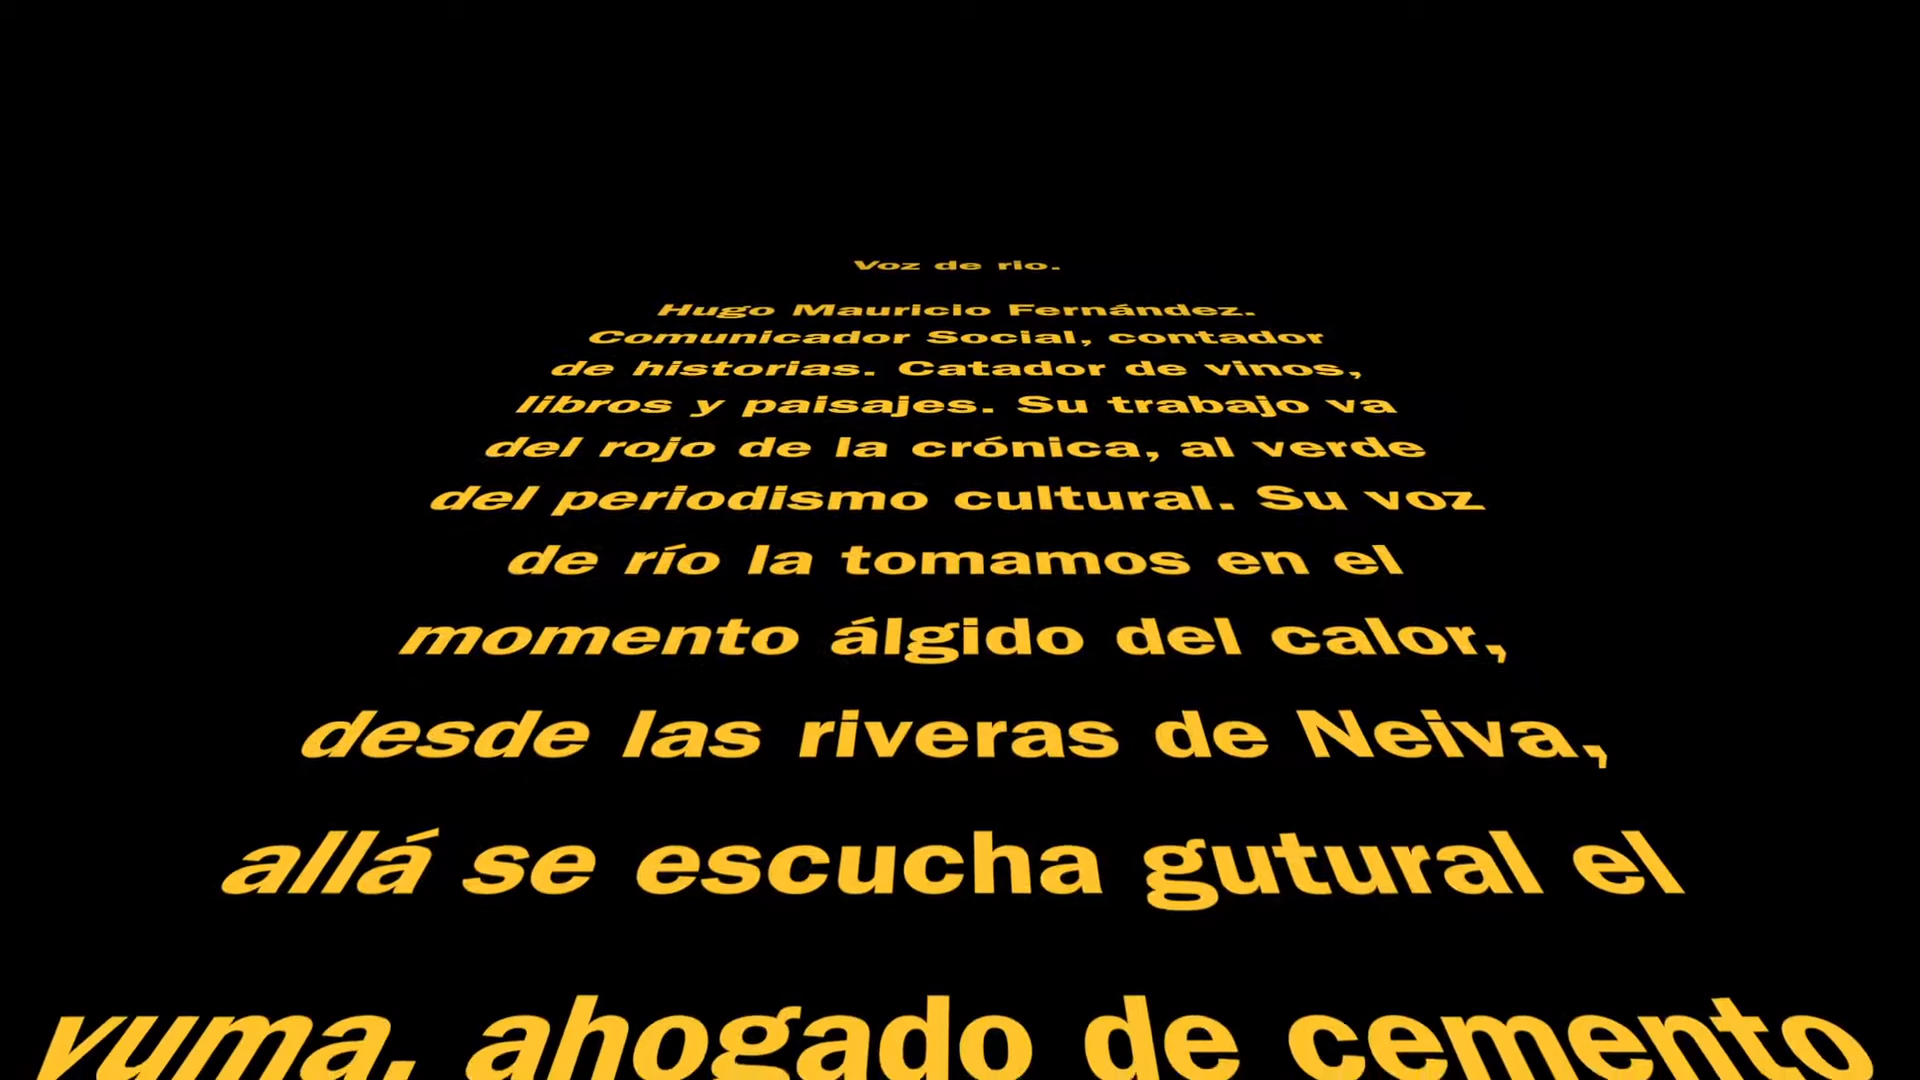 Voz de rio.
Hugo Mauricio Fernández.
Comunicador Social, contador
de historias. Catador de vinos,
libros y paisajes. Su trabajo va
del rojo de la crónica, al verde
del periodismo cultural. Su voz
de río la tomamos en el
momento álgido del calor,
desde las riveras de Neiva,
allá se escucha gutural el
yuma, ahogado de cemento